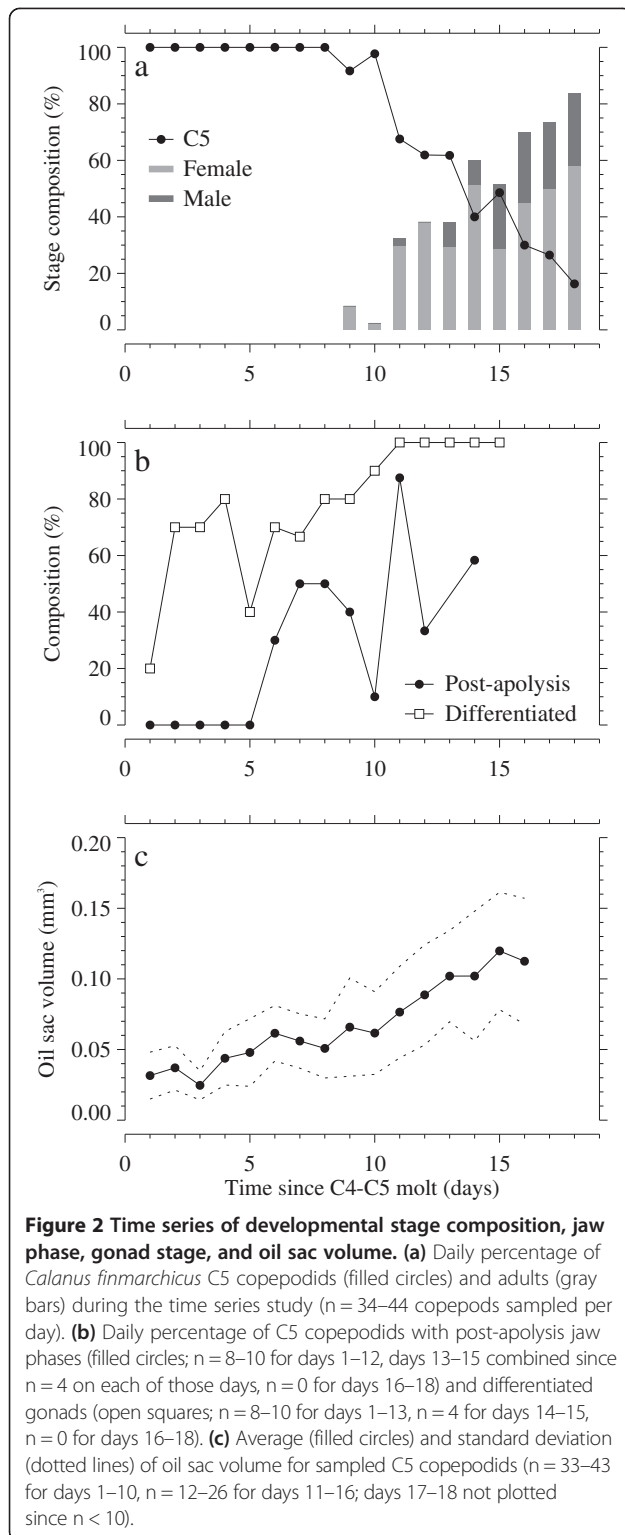 a
100
80
60
40
20
0
Stage composition (%)
C5
Female
Male
0 5 10 15
b
100
80
60
40
20
0
Composition (%)
Post-apolysis
Differentiated
0 5 10 15
c
0.20
0.15
0.10
0.05
0.00
Oil sac volume (mm³)
0 5 10 15
Time since C4-C5 molt (days)
Figure 2 Time series of developmental stage composition, jaw
phase, gonad stage, and oil sac volume. (a) Daily percentage of
Calanus finmarchicus C5 copepodids (filled circles) and adults (gray
bars) during the time series study (n = 34–44 copepods sampled per
day). (b) Daily percentage of C5 copepodids with post-apolysis jaw
phases (filled circles; n = 8–10 for days 1–12, days 13–15 combined since
n = 4 on each of those days, n = 0 for days 16–18) and differentiated
gonads (open squares; n = 8–10 for days 1–13, n = 4 for days 14–15,
n = 0 for days 16–18). (c) Average (filled circles) and standard deviation
(dotted lines) of oil sac volume for sampled C5 copepodids (n = 33–43
for days 1–10, n = 12–26 for days 11–16; days 17–18 not plotted
since n < 10).